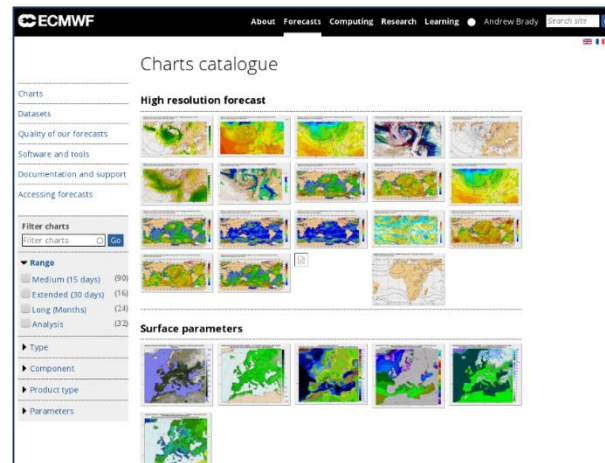 ECMWF
About Forecasts Computing Research Learning Andrew Brady Search site
Charts catalogue
Charts
Datasets
Quality of our forecasts
Software and tools
Documentation and support
Accessing forecasts
Filter charts
Filter charts Go
Range
Medium (15 days) (90)
Extended (30 days) (16)
Long (Months) (24)
Analysis (32)
Type
Component
Product type
Parameters
High resolution forecast
Surface parameters